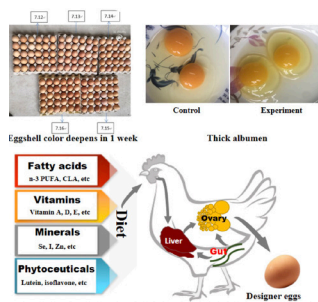 7.12- 7.13- 7.14-
Control Experiment
7.16- 7.15-
Eggshell color deepens in 1 week Thick albumen
Fatty acids
n-3 PUFA, CLA, etc
Vitamins
Vitamin A, D, E, etc
Minerals
Se, I, Zn, etc
Phytoceuticals
Lutein, isoflavone, etc
Diet
Ovary
Liver
Gut
Designer eggs